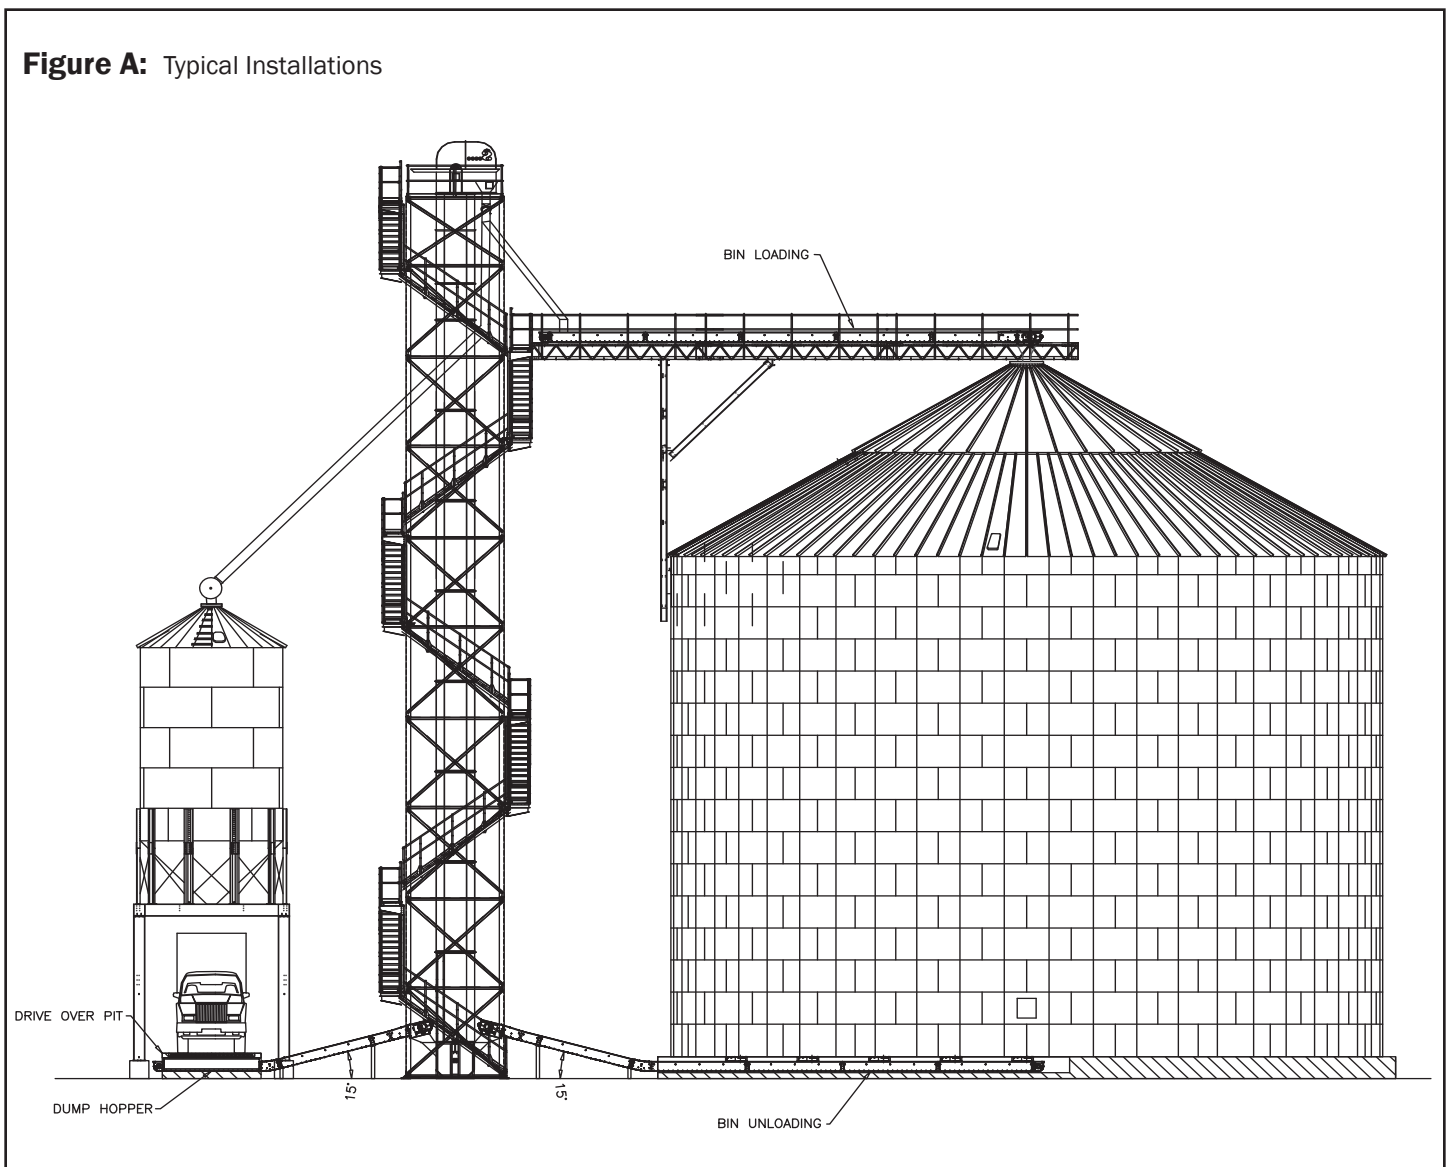 Figure A: Typical Installations
BIN LOADING
DRIVE OVER PIT
DUMP HOPPER
15°
15°
BIN UNLOADING